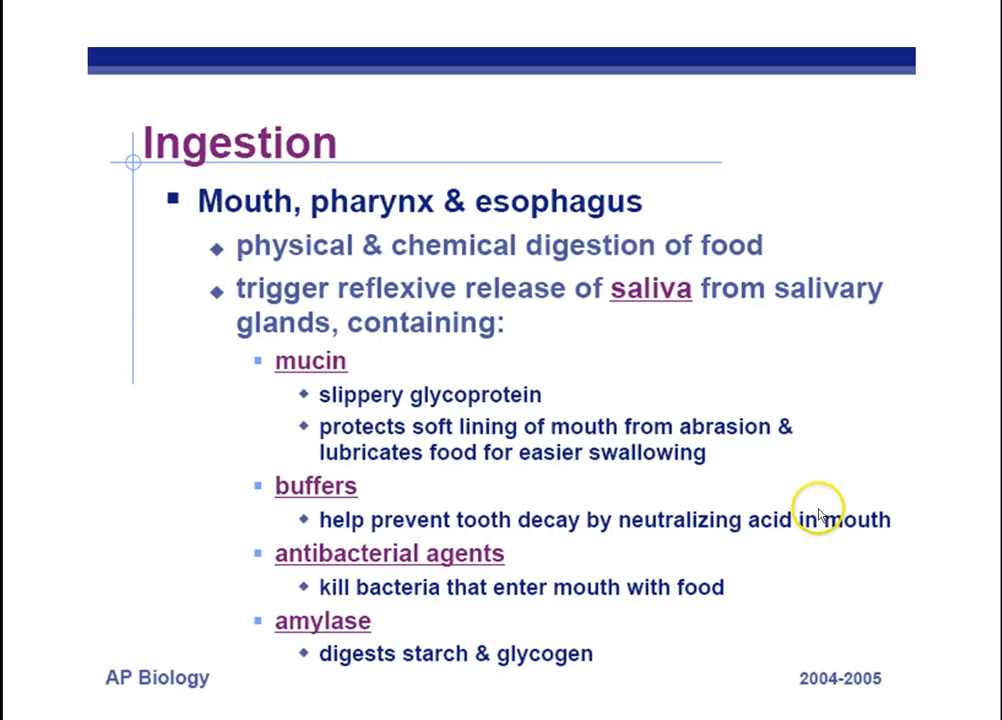 Ingestion
Mouth, pharynx & esophagus
physical & chemical digestion of food
trigger reflexive release of saliva from salivary
glands, containing:
mucin
slippery glycoprotein
protects soft lining of mouth from abrasion &
lubricates food for easier swallowing
buffers
help prevent tooth decay by neutralizing acid in mouth
antibacterial agents
kill bacteria that enter mouth with food
amylase
digests starch & glycogen
AP Biology
2004-2005